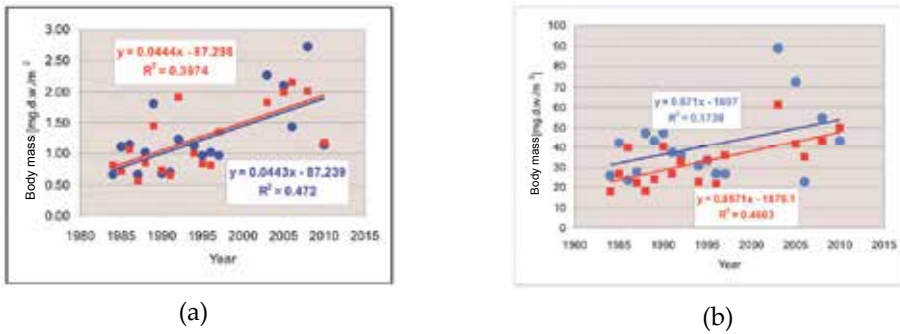 Body mass [mg.d.w./m²]
3.00
2.50
2.00
1.50
1.00
0.50
0.00
y = 0.0444x - 87.298
R² = 0.3974
y = 0.0443x - 87.239
R² = 0.472
1980 1985 1990 1995 2000 2005 2010 2015
Year
(a)
Body mass[mg.d.w./m³]
100
90
80
70
60
50
40
30
20
10
0
R² = 0.1738
R² = 0.4603
1980 1985 1990 1995 2000 2005 2010 2015
Year
(b)